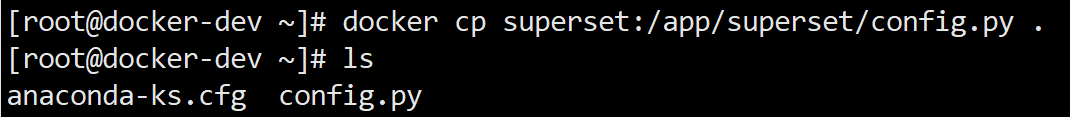 [root@docker-dev ~]# docker cp superset:/app/superset/config.py .
[root@docker-dev ~]# ls
anaconda-ks.cfg  config.py